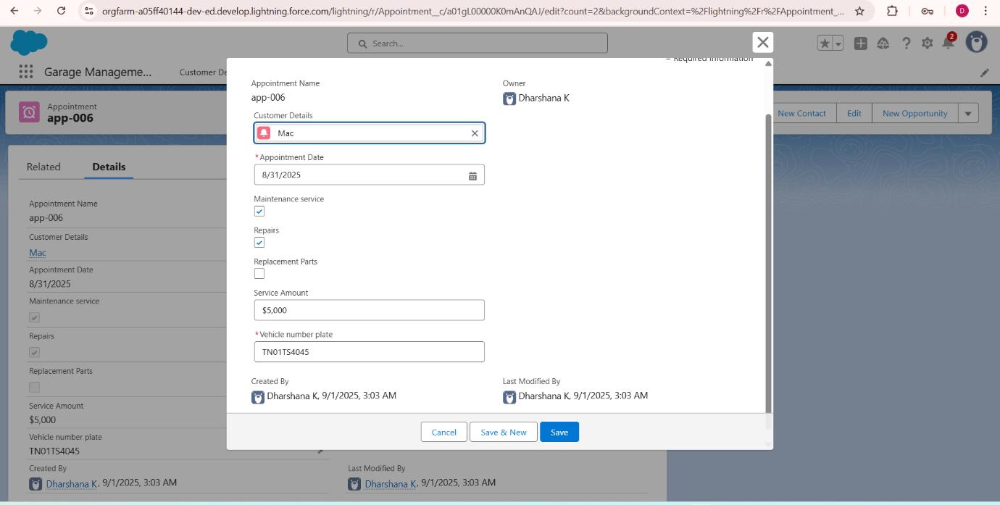 orgfarm-a05ff40144-dev-ed.develop.lightning.force.com/lightning/r/Appointment__c/a01gL00000K0mAnQAJ/edit?count=2&backgroundContext=%2Flightning%2Fr%2FAppointment_...
D
Search...
2
Garage Manageme...
Customer De
= Required Information
Appointment
app-006
New Contact
Edit
New Opportunity
Related
Details
Appointment Name
app-006
Customer Details
Mac
Appointment Date
8/31/2025
Maintenance service
Repairs
Replacement Parts
Service Amount
$5,000
Vehicle number plate
TN01TS4045
Created By
Dharshana K, 9/1/2025, 3:03 AM
Last Modified By
Dharshana K, 9/1/2025, 3:03 AM
Appointment Name
app-006
Owner
Dharshana K
Customer Details
Mac
*Appointment Date
8/31/2025
Maintenance service
Repairs
Replacement Parts
Service Amount
$5,000
*Vehicle number plate
TN01TS4045
Created By
Dharshana K, 9/1/2025, 3:03 AM
Last Modified By
Dharshana K, 9/1/2025, 3:03 AM
Cancel
Save & New
Save